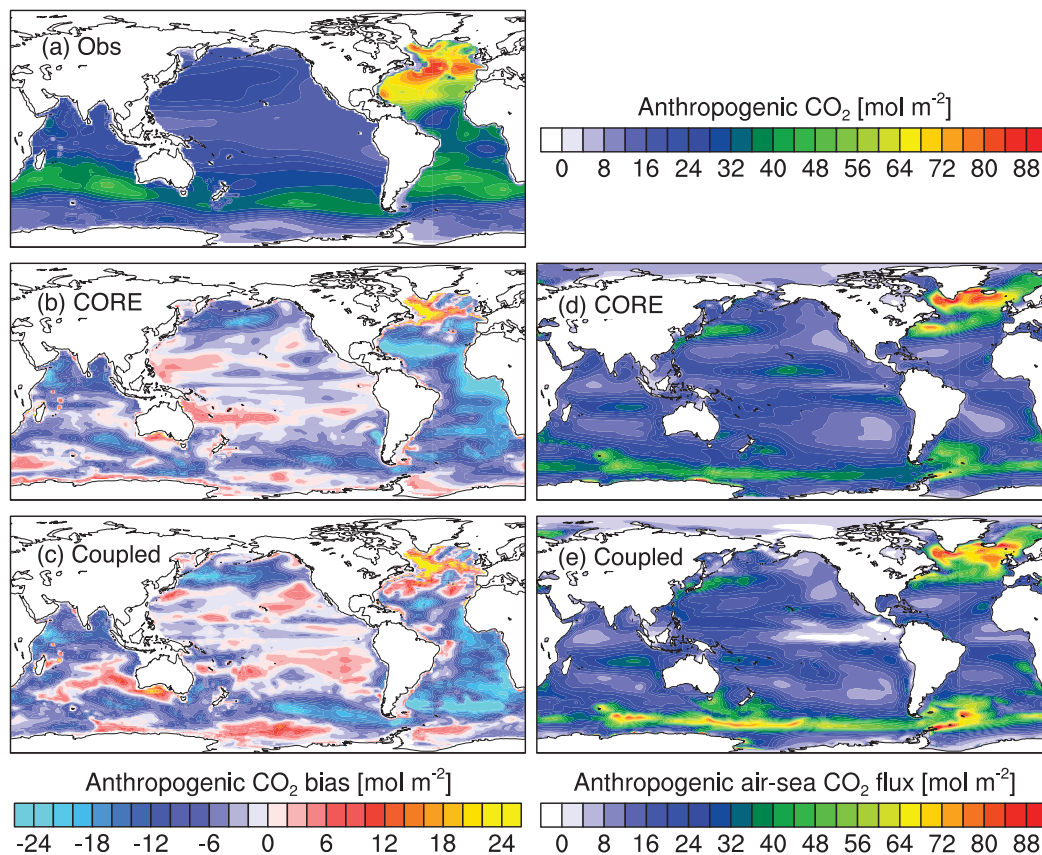 (a) Obs
Anthropogenic CO₂ [mol m⁻²]
0 8 16 24 32 40 48 56 64 72 80 88
(b) CORE
(d) CORE
(c) Coupled
(e) Coupled
Anthropogenic CO₂ bias [mol m⁻²]
-24 -18 -12 -6 0 6 12 18 24
Anthropogenic air-sea CO₂ flux [mol m⁻²]
0 8 16 24 32 40 48 56 64 72 80 88